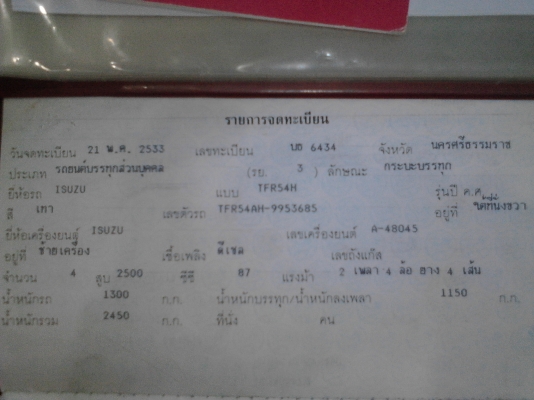 รายการจดทะเบียน
วันจดทะเบียน 21 พ.ค. 2533 เลขทะเบียน 6434 จังหวัด นครศรีธรรมราช
ประเภท รถยนต์บรรทุกส่วนบุคคล (รย. 3 ) ลักษณะ กระบะบรรทุก
ยี่ห้อรถ ISUZU แบบ TFR54H รุ่นปี ค.ศ.
สี เทา เลขตัวรถ TFR54AH-9953685 อยู่ที่ ใต้ที่นั่งขวา
ยี่ห้อเครื่องยนต์ ISUZU เลขเครื่องยนต์ A-48045
อยู่ที่ ซ้ายเครื่อง เชื้อเพลิง ดีเซล เลขถังแก๊ส
จำนวน 4 สูบ 2500 ซีซี 87 แรงม้า 2 เพลา 4 ล้อ ยาง 4 เส้น
น้ำหนักรถ 1300 ก.ก. น้ำหนักบรรทุก/น้ำหนักลงเพลา 1150 ก.ก.
น้ำหนักรวม 2450 ก.ก. ที่นั่ง คน